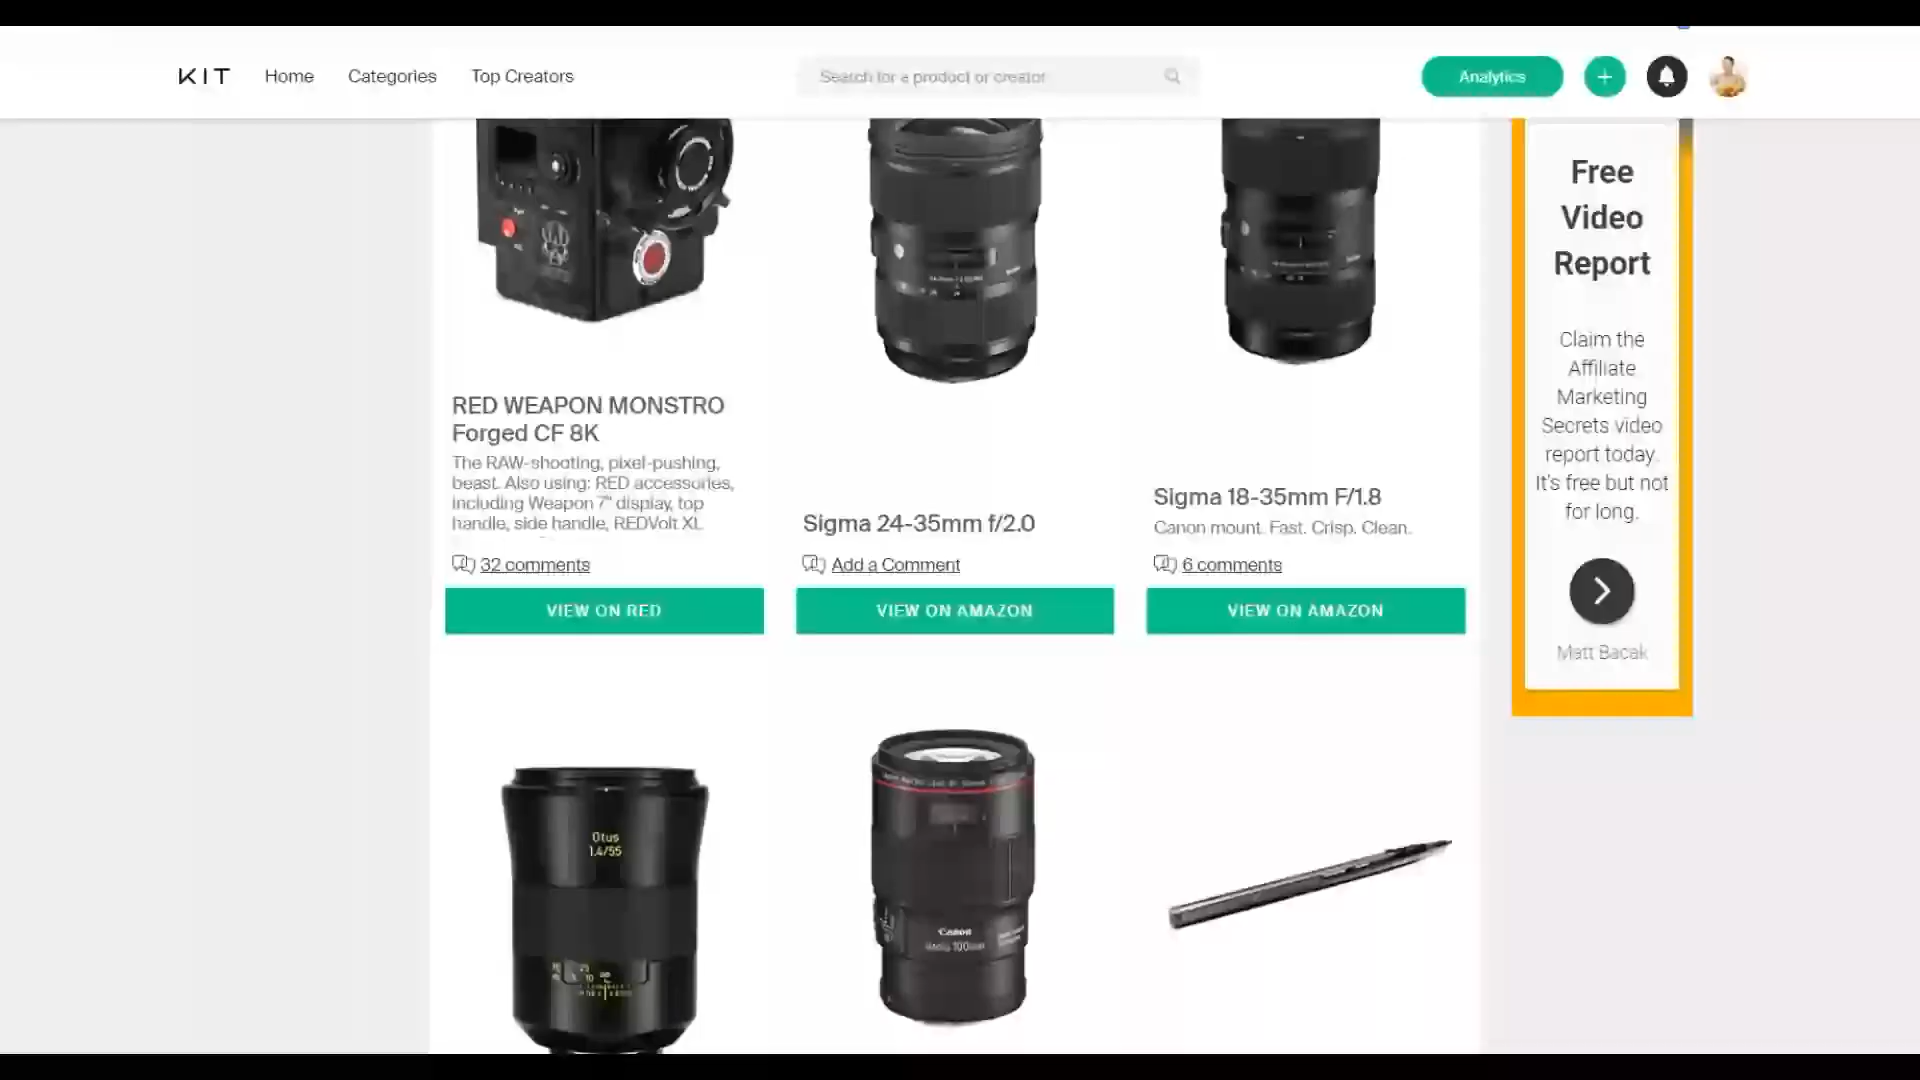 KIT
Home
Categories
Top Creators
Search for a product or creator
Analytics
Free
Video
Report
Claim the
Affiliate
Marketing
Secrets video
report today.
It's free but not
for long.
Matt Bacak
RED WEAPON MONSTRO
Forged CF 8K
The RAW-shooting, pixel-pushing,
beast. Also using: RED accessories,
including Weapon 7" display, top
handle, side handle, REDVolt XL
32 comments
VIEW ON RED
Sigma 24-35mm f/2.0
Add a Comment
VIEW ON AMAZON
Sigma 18-35mm F/1.8
Canon mount. Fast. Crisp. Clean.
6 comments
VIEW ON AMAZON
Otus
1.4/55
Canon
100mm